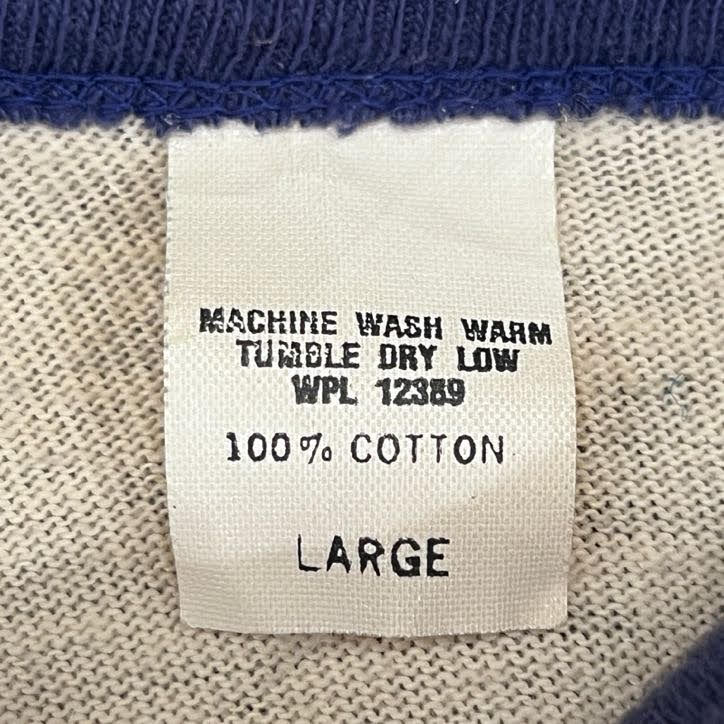 MACHINE WASH WARM
TUMBLE DRY LOW
WPL 12389
100% COTTON
LARGE